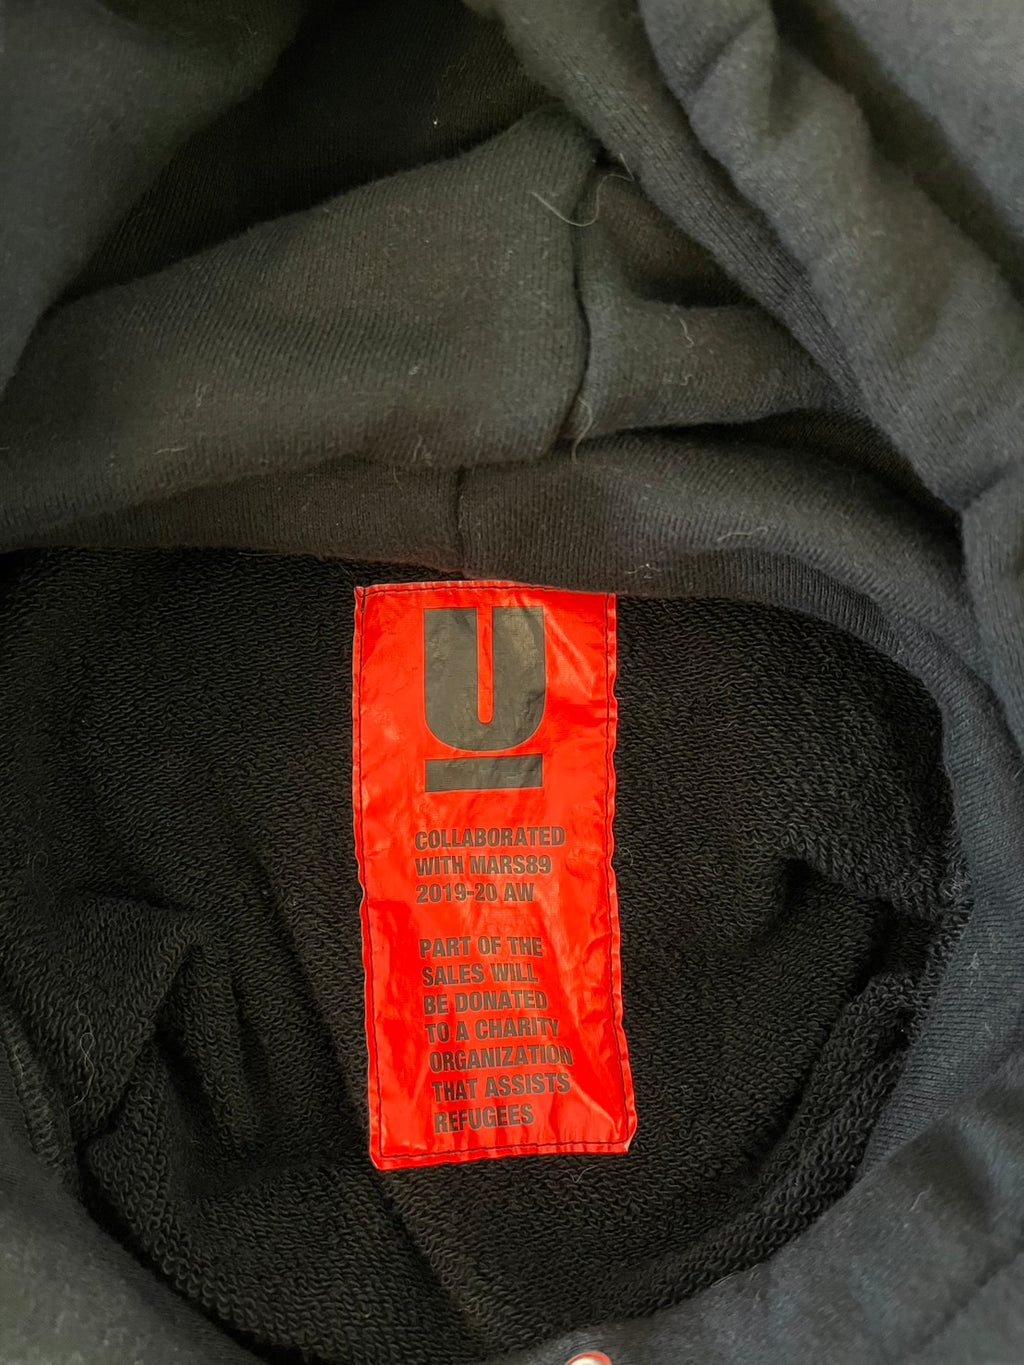 U
COLLABORATED
WITH MARS89
2019-20 AW
PART OF THE
SALES WILL
BE DONATED
TO A CHARITY
ORGANIZATION
THAT ASSISTS
REFUGEES